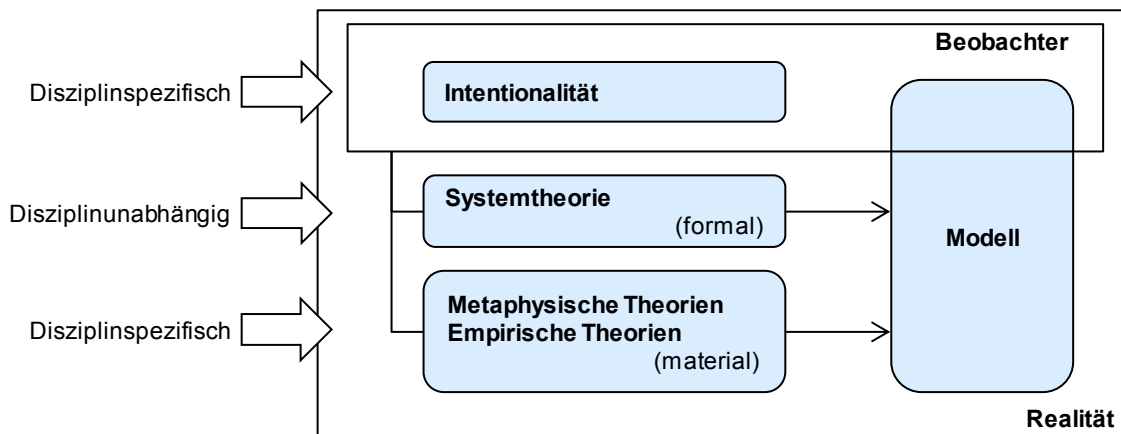 Beobachter
Disziplinspezifisch
Intentionalität
Disziplinunabhängig
Systemtheorie
(formal)
Modell
Disziplinspezifisch
Metaphysische Theorien
Empirische Theorien
(material)
Realität